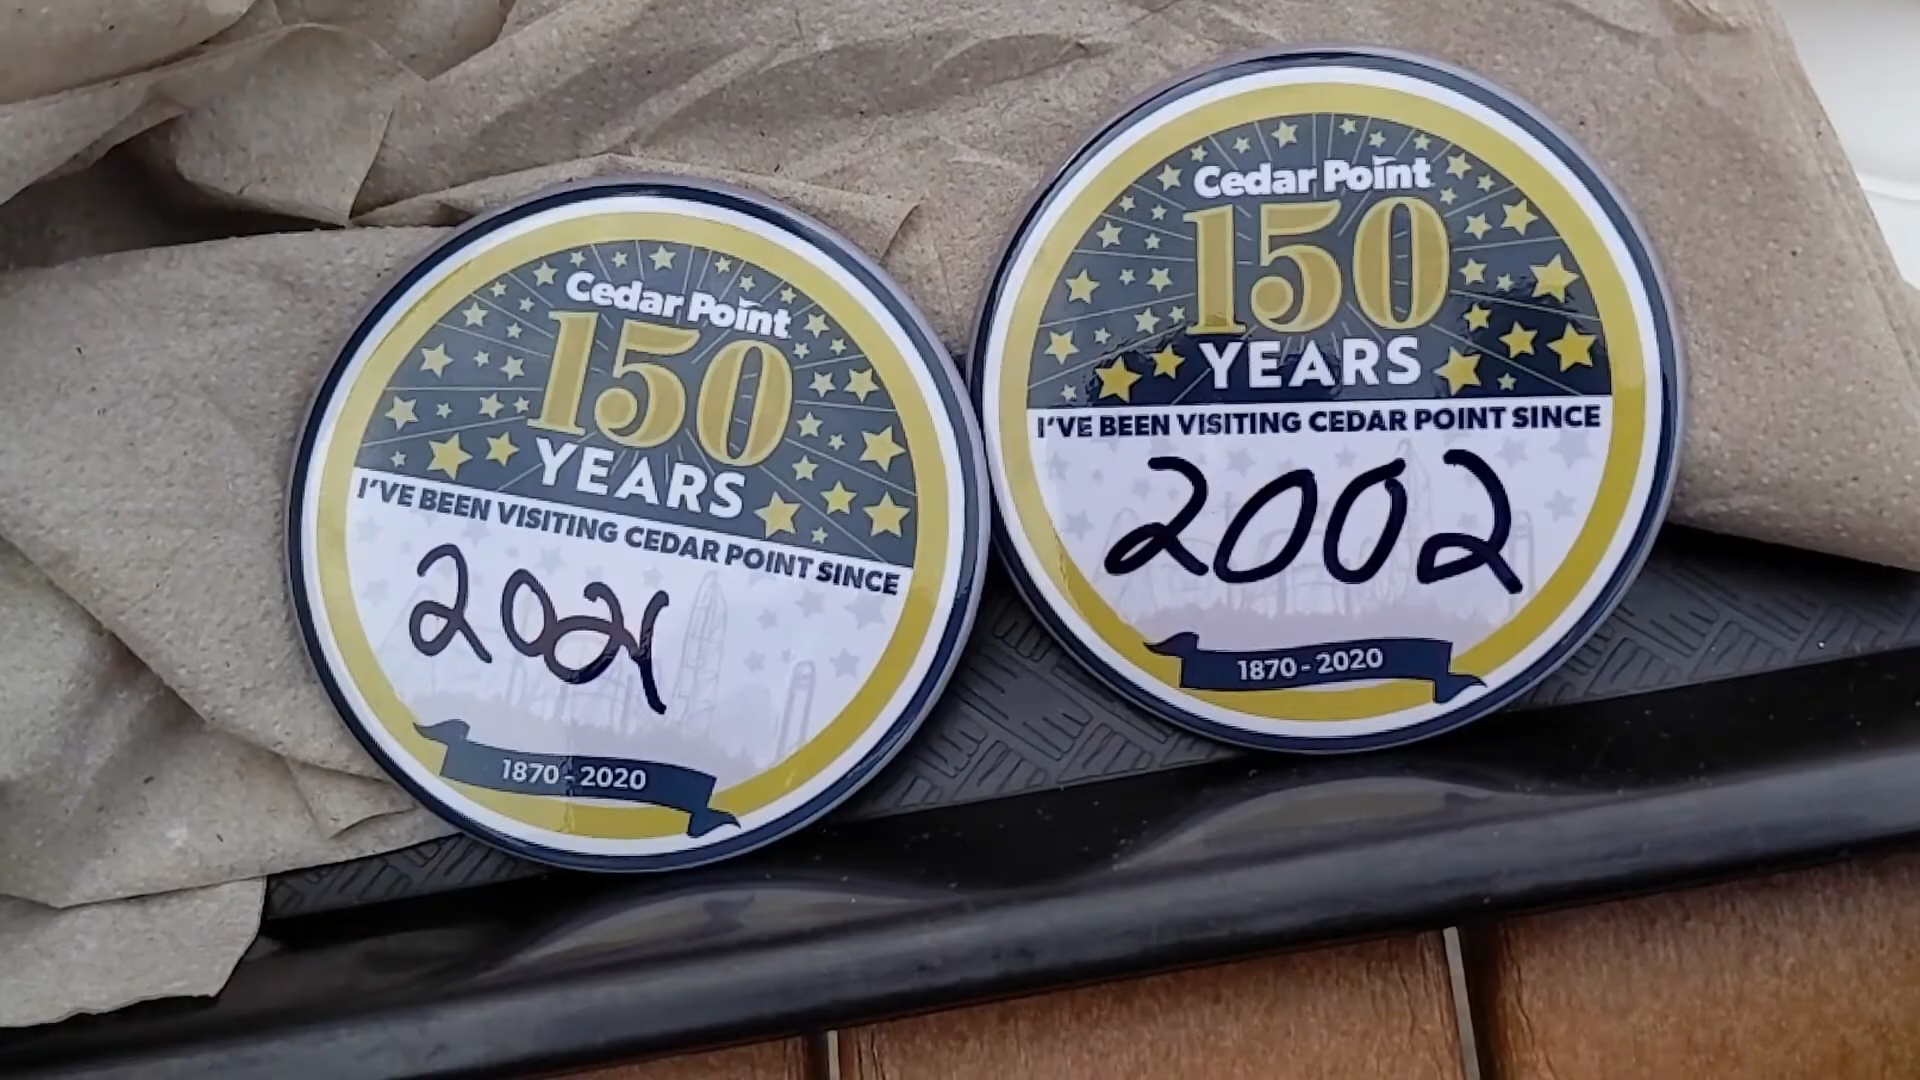 Cedar Point
150
YEARS
I'VE BEEN VISITING CEDAR POINT SINCE
2021
1870-2020
Cedar Point
150
YEARS
I'VE BEEN VISITING CEDAR POINT SINCE
2002
1870-2020